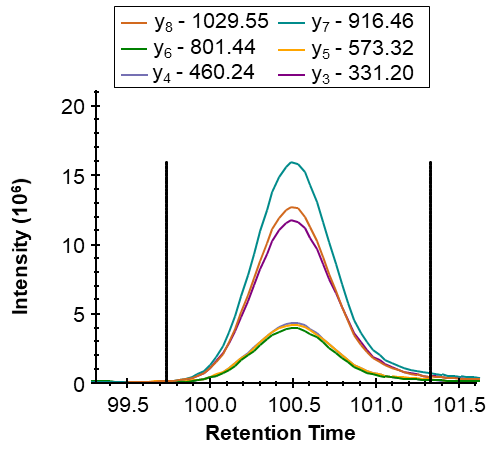 y₈ - 1029.55 y₇ - 916.46
y₆ - 801.44 y₅ - 573.32
y₄ - 460.24 y₃ - 331.20
20
15
10
5
0
Intensity (10⁶)
99.5 100.0 100.5 101.0 101.5
Retention Time